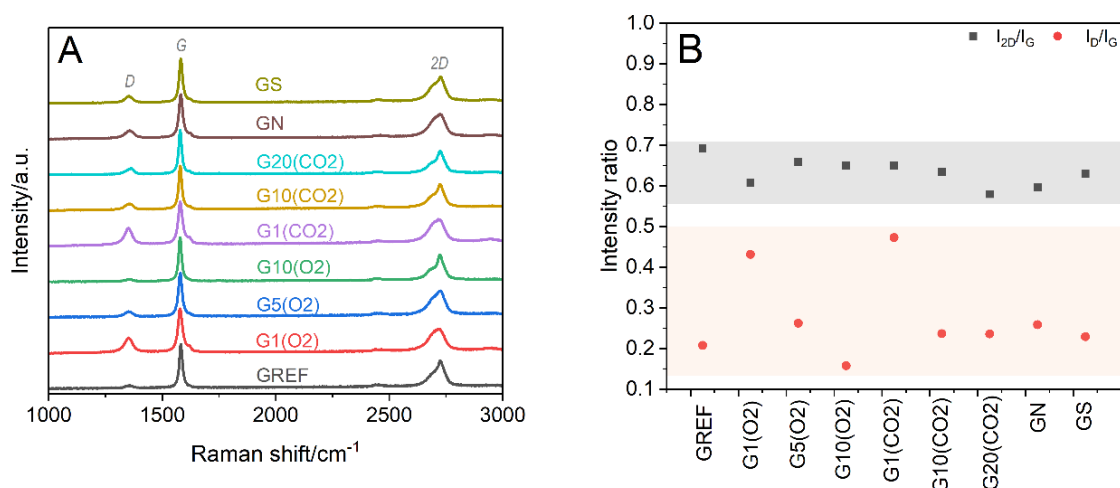 A
D
G
2D
GS
GN
G20(CO2)
G10(CO2)
G1(CO2)
G10(O2)
G5(O2)
G1(O2)
GREF
Intensity/a.u.
1000 1500 2000 2500 3000
Raman shift/cm⁻¹
B
I₂D/I_G I_D/I_G
Intensity ratio
1.0
0.9
0.8
0.7
0.6
0.5
0.4
0.3
0.2
0.1
GREF
G1(O2)
G5(O2)
G10(O2)
G1(CO2)
G10(CO2)
G20(CO2)
GN
GS